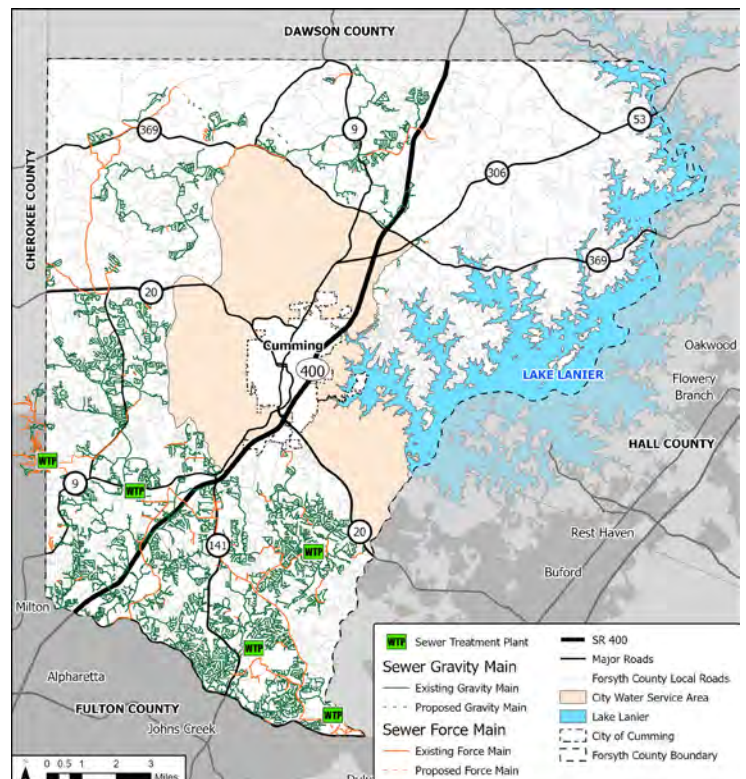 DAWSON COUNTY
CHEROKEE COUNTY
53
369
9
306
369
20
Cumming
400
LAKE LANIER
Oakwood
Flowery
Branch
HALL COUNTY
WTP
WTP
9
141
WTP
20
Rest Haven
Buford
Milton
WTP
Alpharetta
FULTON COUNTY
Johns Creek
WTP
0 0.5 1 2 3
Miles
WTP Sewer Treatment Plant
Sewer Gravity Main
Existing Gravity Main
Proposed Gravity Main
Sewer Force Main
Existing Force Main
Proposed Force Main
SR 400
Major Roads
Forsyth County Local Roads
City Water Service Area
Lake Lanier
City of Cumming
Forsyth County Boundary